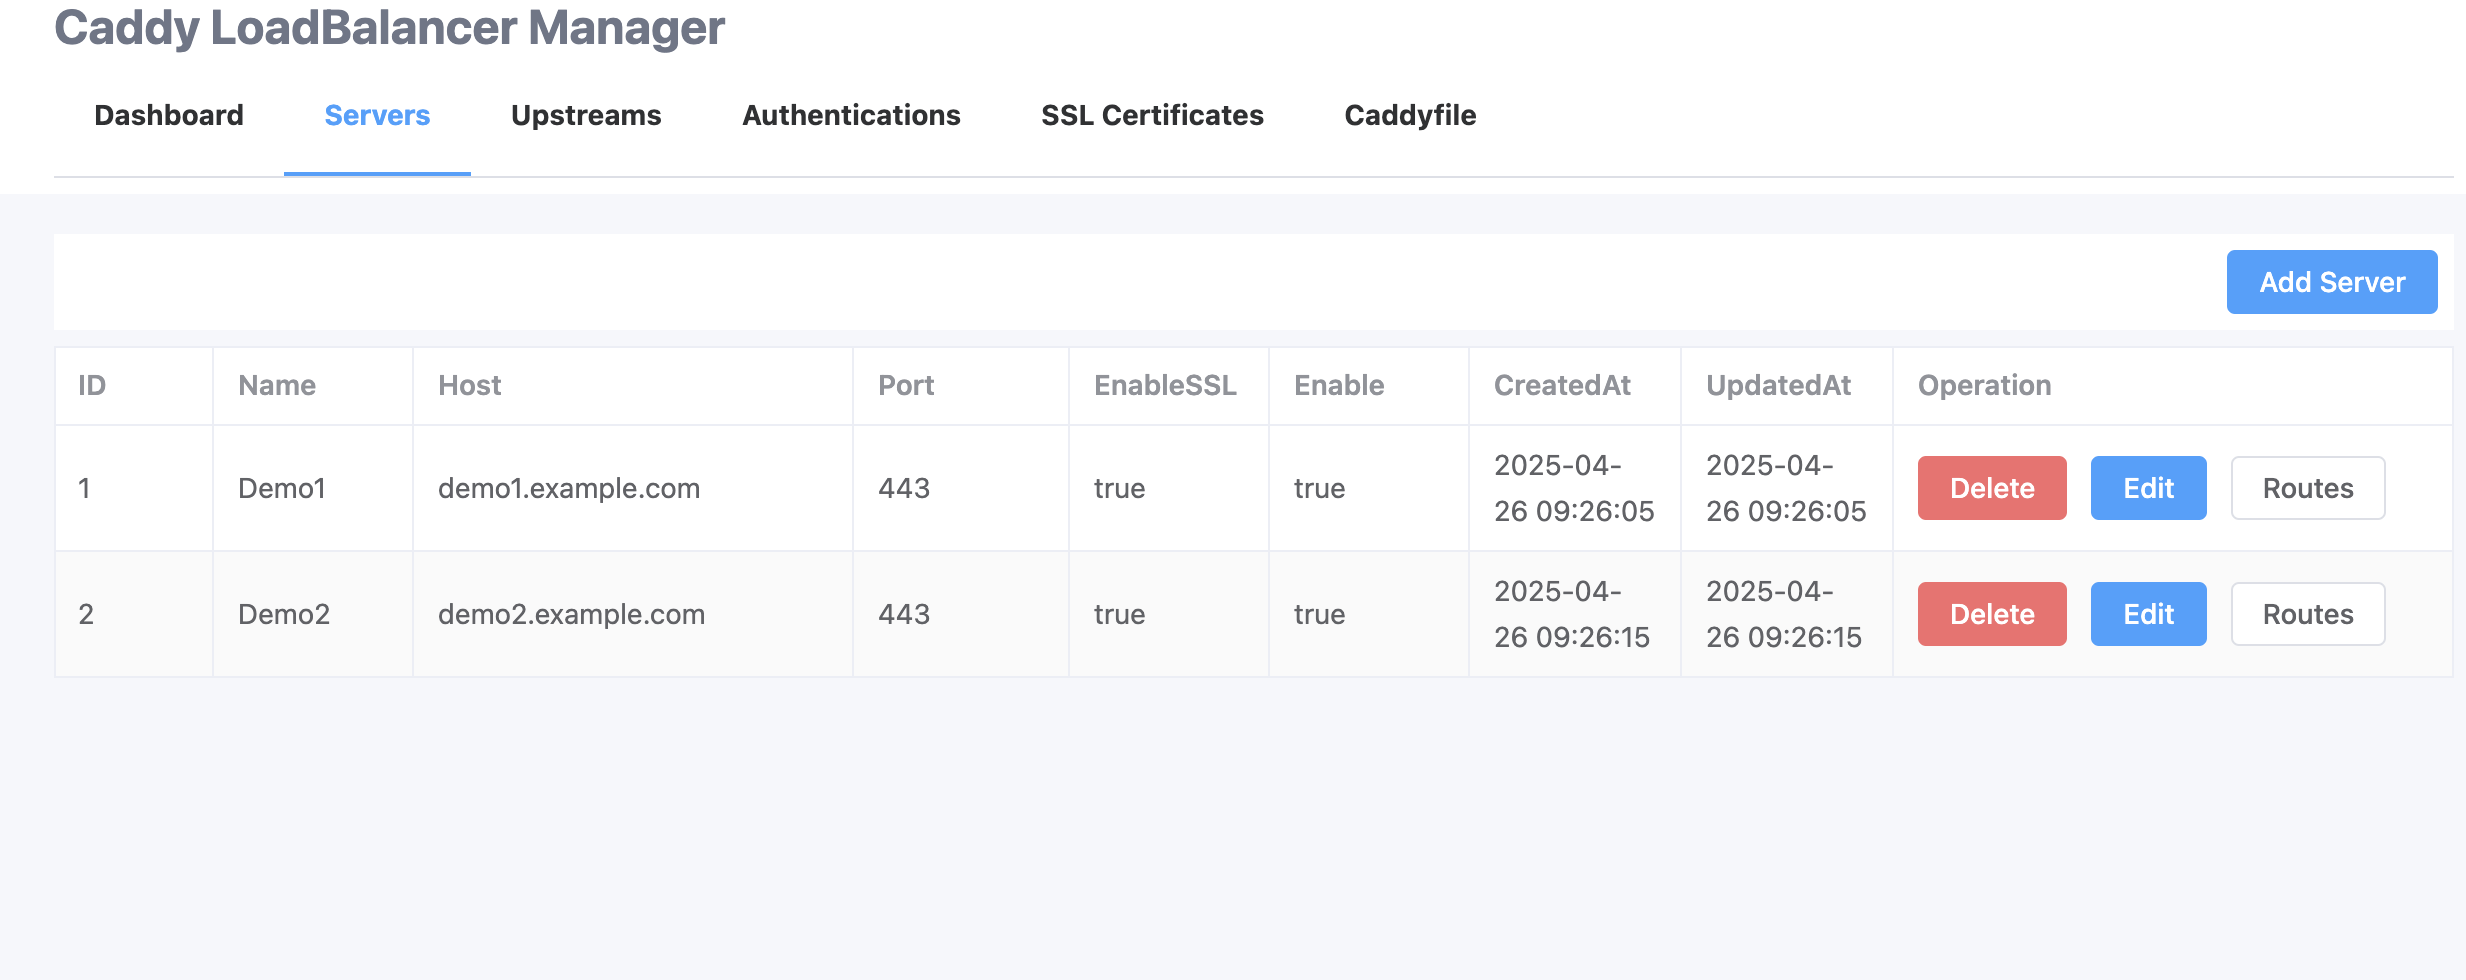 Caddy LoadBalancer Manager
Dashboard Servers Upstreams Authentications SSL Certificates Caddyfile
Add Server
ID Name Host Port EnableSSL Enable CreatedAt UpdatedAt Operation
1 Demo1 demo1.example.com 443 true true 2025-04-26 09:26:05 2025-04-26 09:26:05 Delete Edit Routes
2 Demo2 demo2.example.com 443 true true 2025-04-26 09:26:15 2025-04-26 09:26:15 Delete Edit Routes